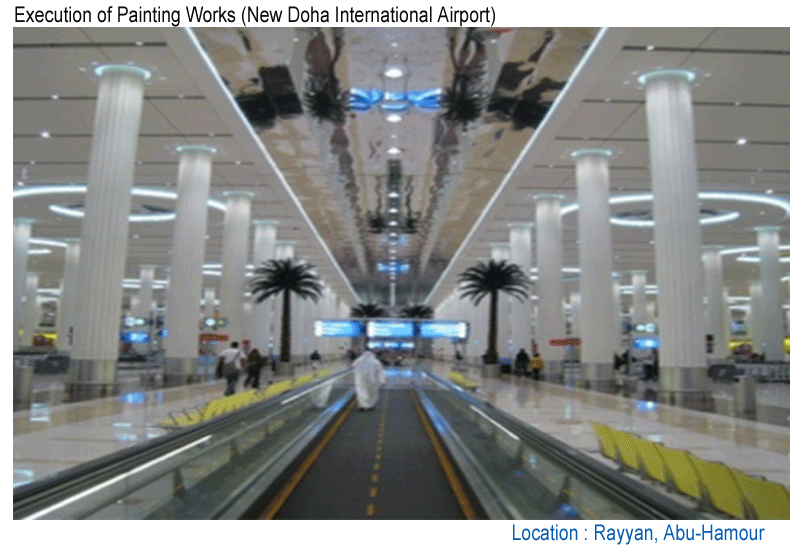 Execution of Painting Works (New Doha International Airport)
Location : Rayyan, Abu-Hamour